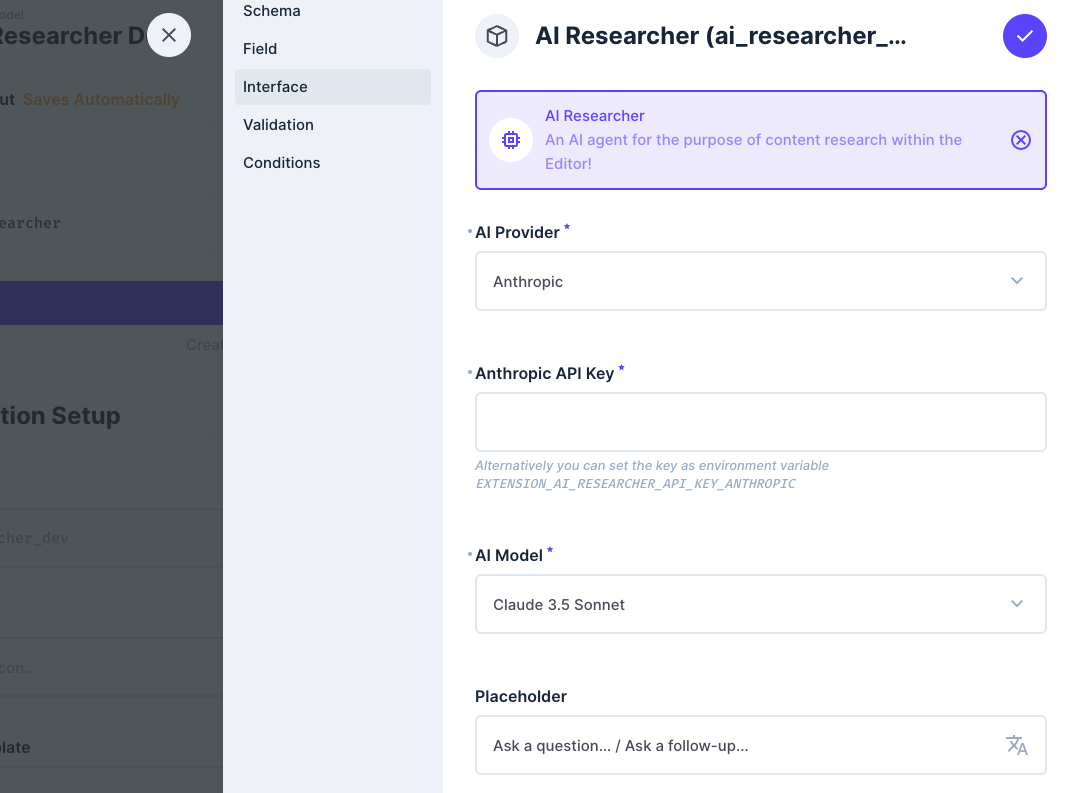 odel
Researcher D
ut Saves Automatically
earcher
Crea
tion Setup
cher_dev
con...
late
Schema
Field
Interface
Validation
Conditions
AI Researcher (ai_researcher_...
AI Researcher
An AI agent for the purpose of content research within the
Editor!
AI Provider *
Anthropic
Anthropic API Key *
Alternatively you can set the key as environment variable
EXTENSION_AI_RESEARCHER_API_KEY_ANTHROPIC
AI Model *
Claude 3.5 Sonnet
Placeholder
Ask a question... / Ask a follow-up...